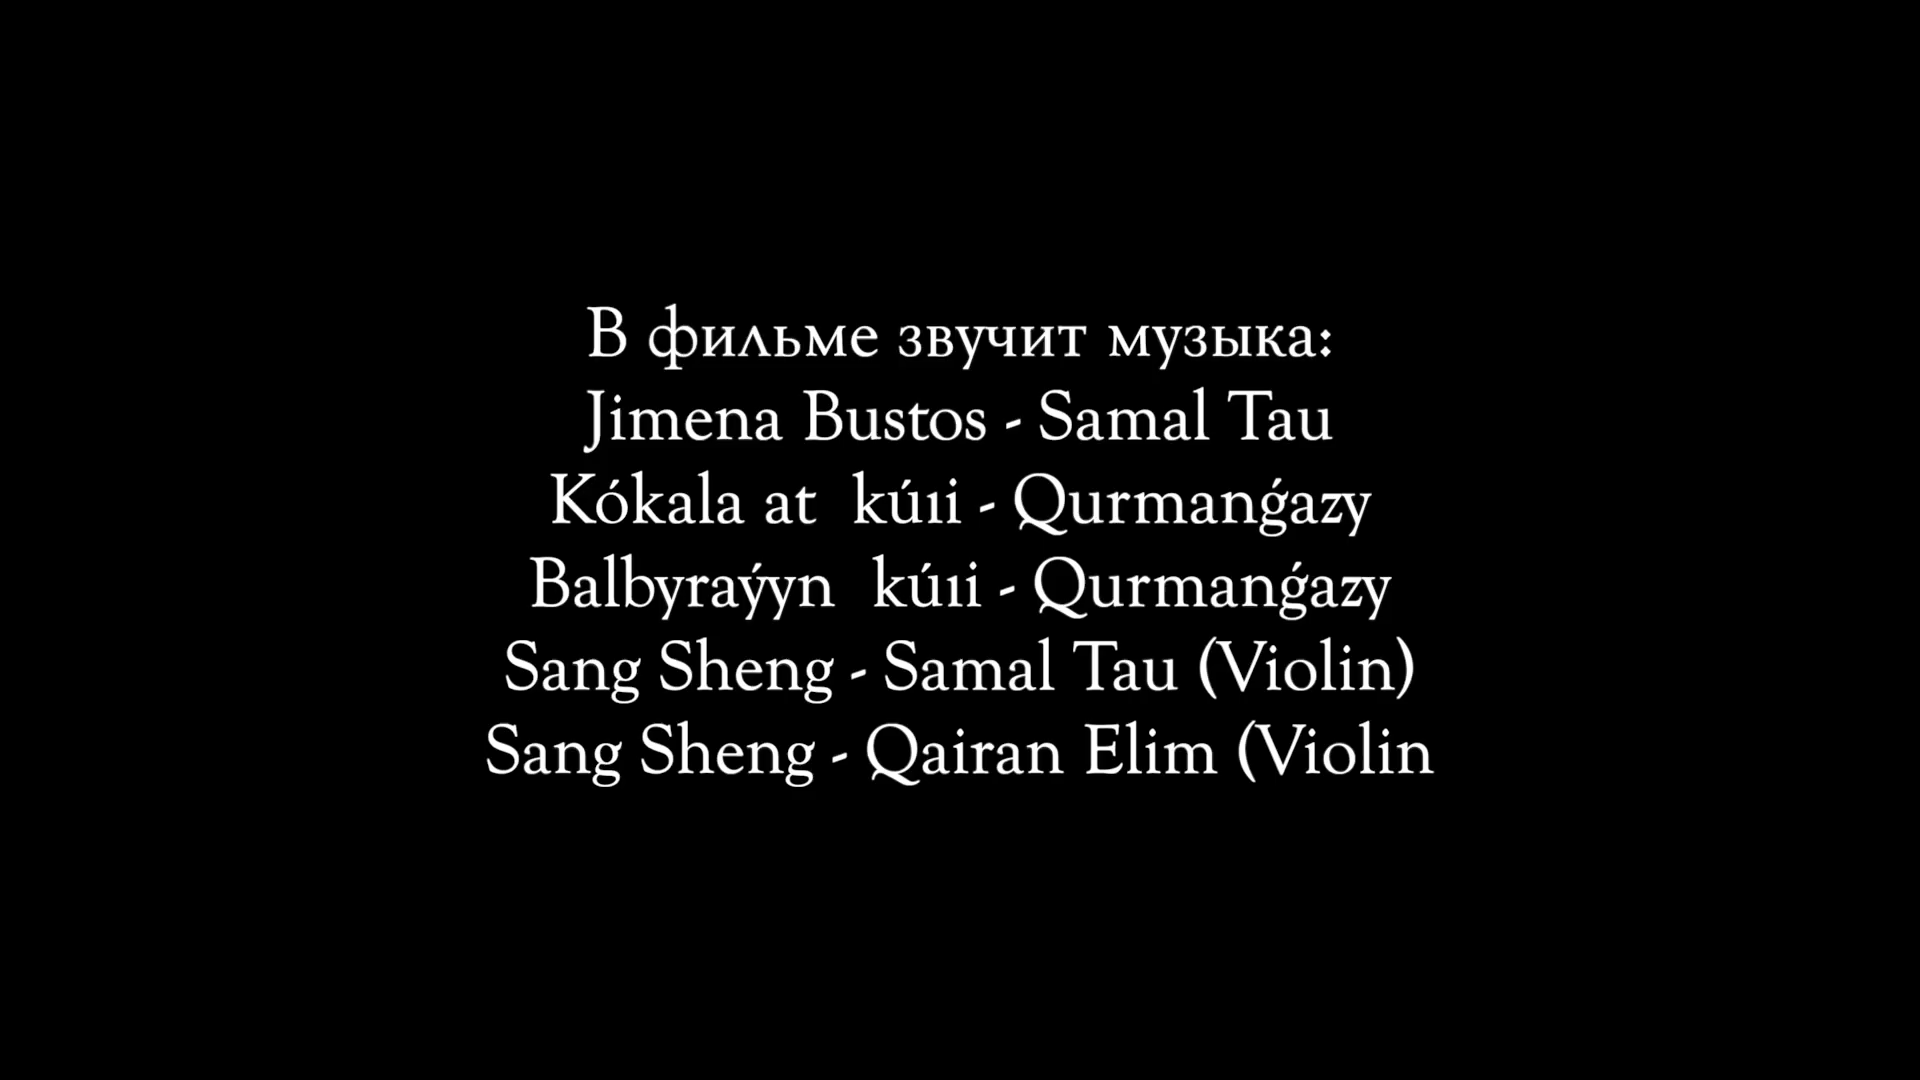 В фильме звучит музыка:
Jimena Bustos - Samal Tau
Kókala at  kúıi - Qurmanǵazy
Balbyraýyn  kúıi - Qurmanǵazy
Sang Sheng - Samal Tau (Violin)
Sang Sheng - Qairan Elim (Violin